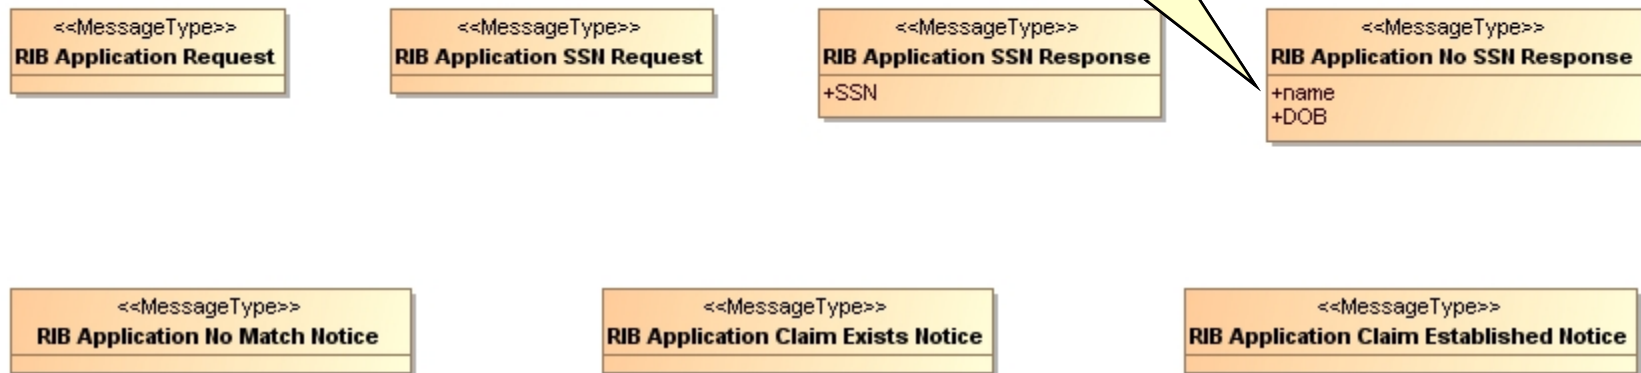 <<MessageType>>
RIB Application Request
<<MessageType>>
RIB Application SSN Request
<<MessageType>>
RIB Application SSN Response
+SSN
<<MessageType>>
RIB Application No SSN Response
+name
+DOB
<<MessageType>>
RIB Application No Match Notice
<<MessageType>>
RIB Application Claim Exists Notice
<<MessageType>>
RIB Application Claim Established Notice